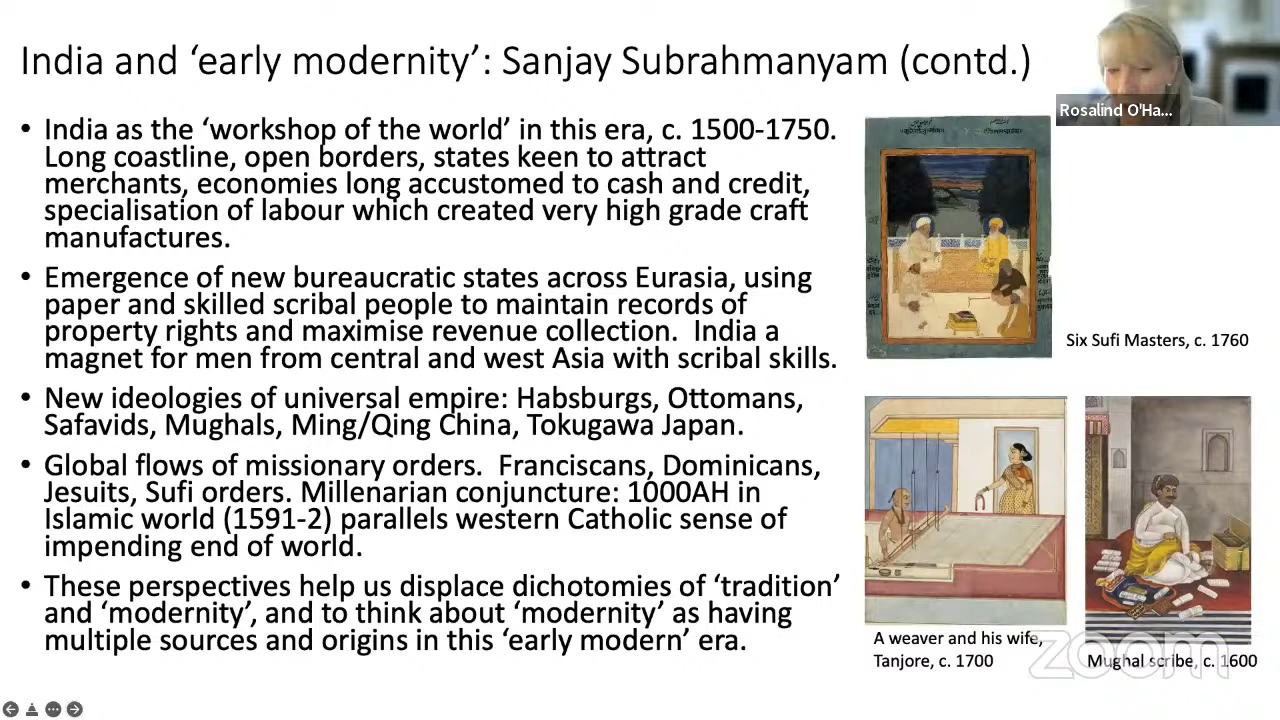 India and ‘early modernity’: Sanjay Subrahmanyam (contd.)
Rosalind O'Ha...
• India as the ‘workshop of the world’ in this era, c. 1500-1750.
Long coastline, open borders, states keen to attract
merchants, economies long accustomed to cash and credit,
specialisation of labour which created very high grade craft
manufactures.
• Emergence of new bureaucratic states across Eurasia, using
paper and skilled scribal people to maintain records of
property rights and maximise revenue collection.  India a
magnet for men from central and west Asia with scribal skills.
• New ideologies of universal empire: Habsburgs, Ottomans,
Safavids, Mughals, Ming/Qing China, Tokugawa Japan.
• Global flows of missionary orders.  Franciscans, Dominicans,
Jesuits, Sufi orders. Millenarian conjuncture: 1000AH in
Islamic world (1591-2) parallels western Catholic sense of
impending end of world.
• These perspectives help us displace dichotomies of ‘tradition’
and ‘modernity’, and to think about ‘modernity’ as having
multiple sources and origins in this ‘early modern’ era.
Six Sufi Masters, c. 1760
A weaver and his wife,
Tanjore, c. 1700
Mughal scribe, c. 1600
zoom